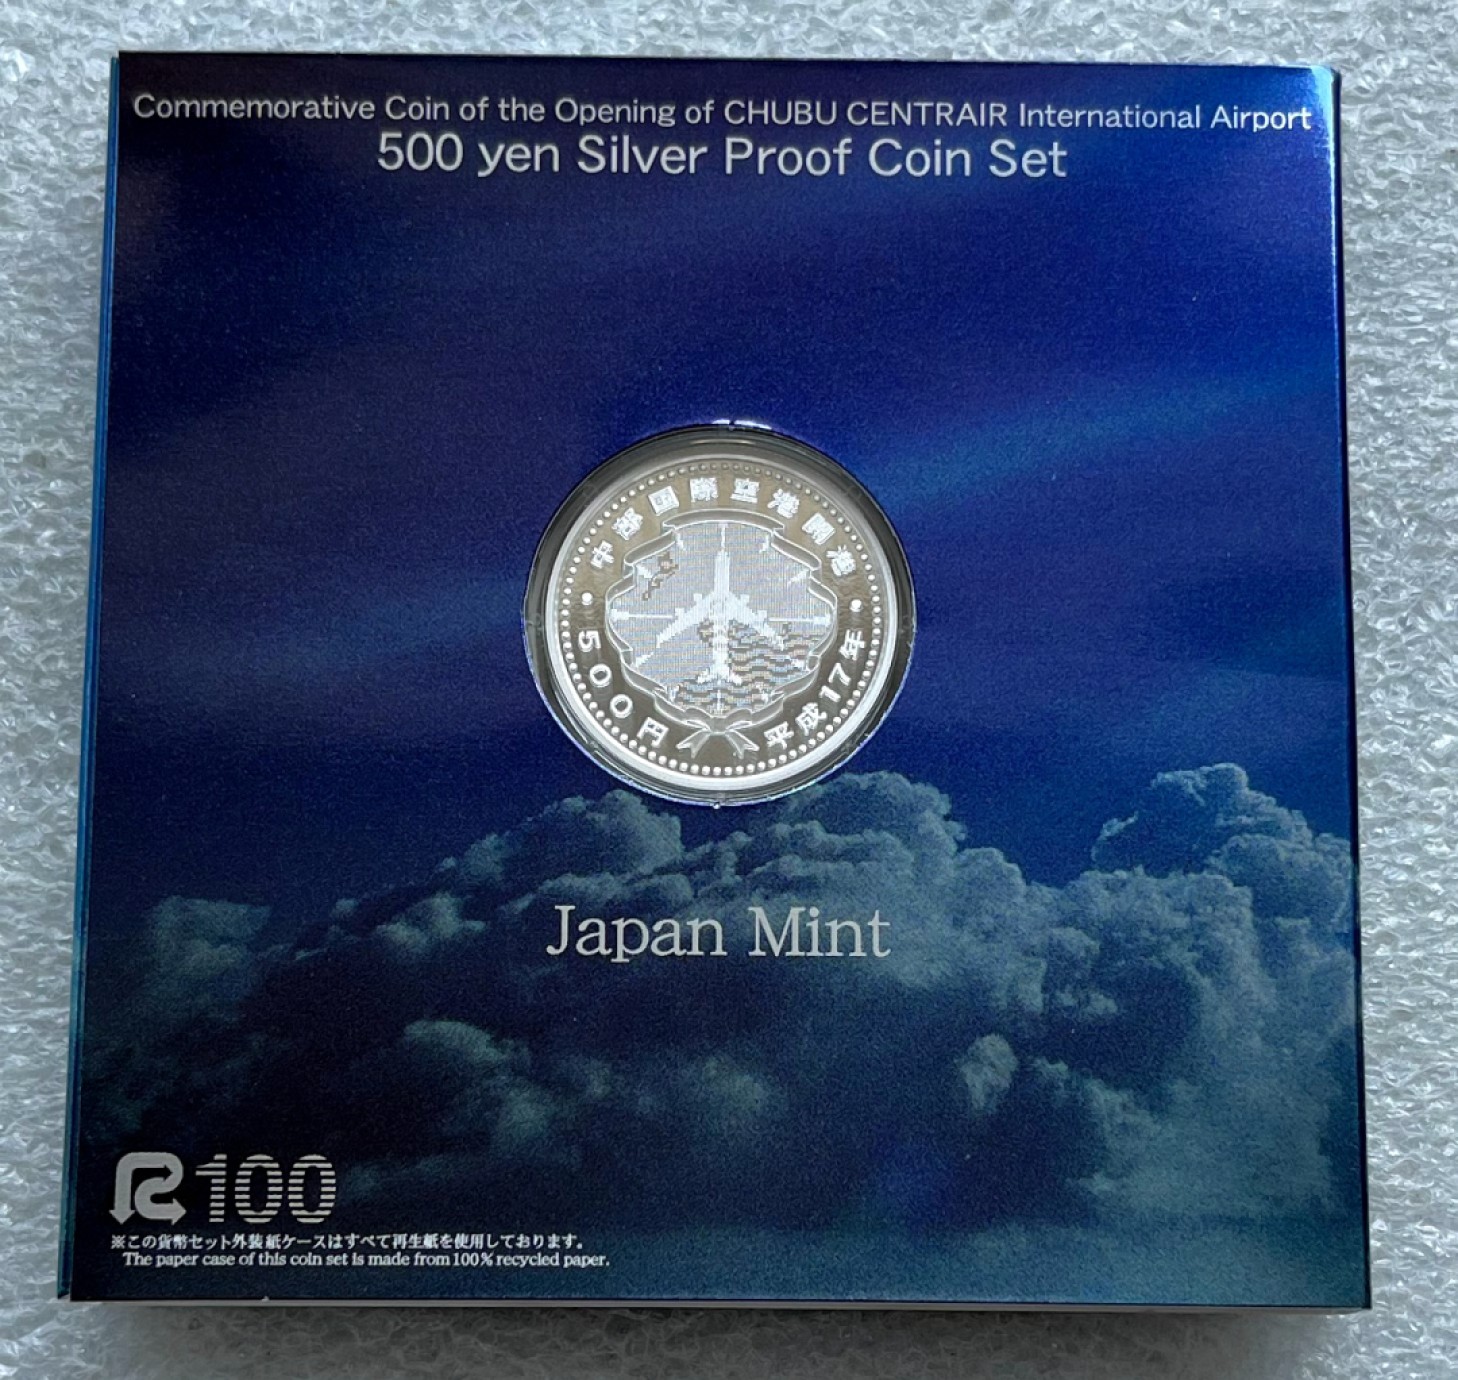 Commemorative Coin of the Opening of CHUBU CENTRAIR International Airport
500 yen Silver Proof Coin Set
中部国際空港開港
500円
平成17年
Japan Mint
R100
※この貨幣セット外装紙ケースはすべて再生紙を使用しております。
The paper case of this coin set is made from 100% recycled paper.